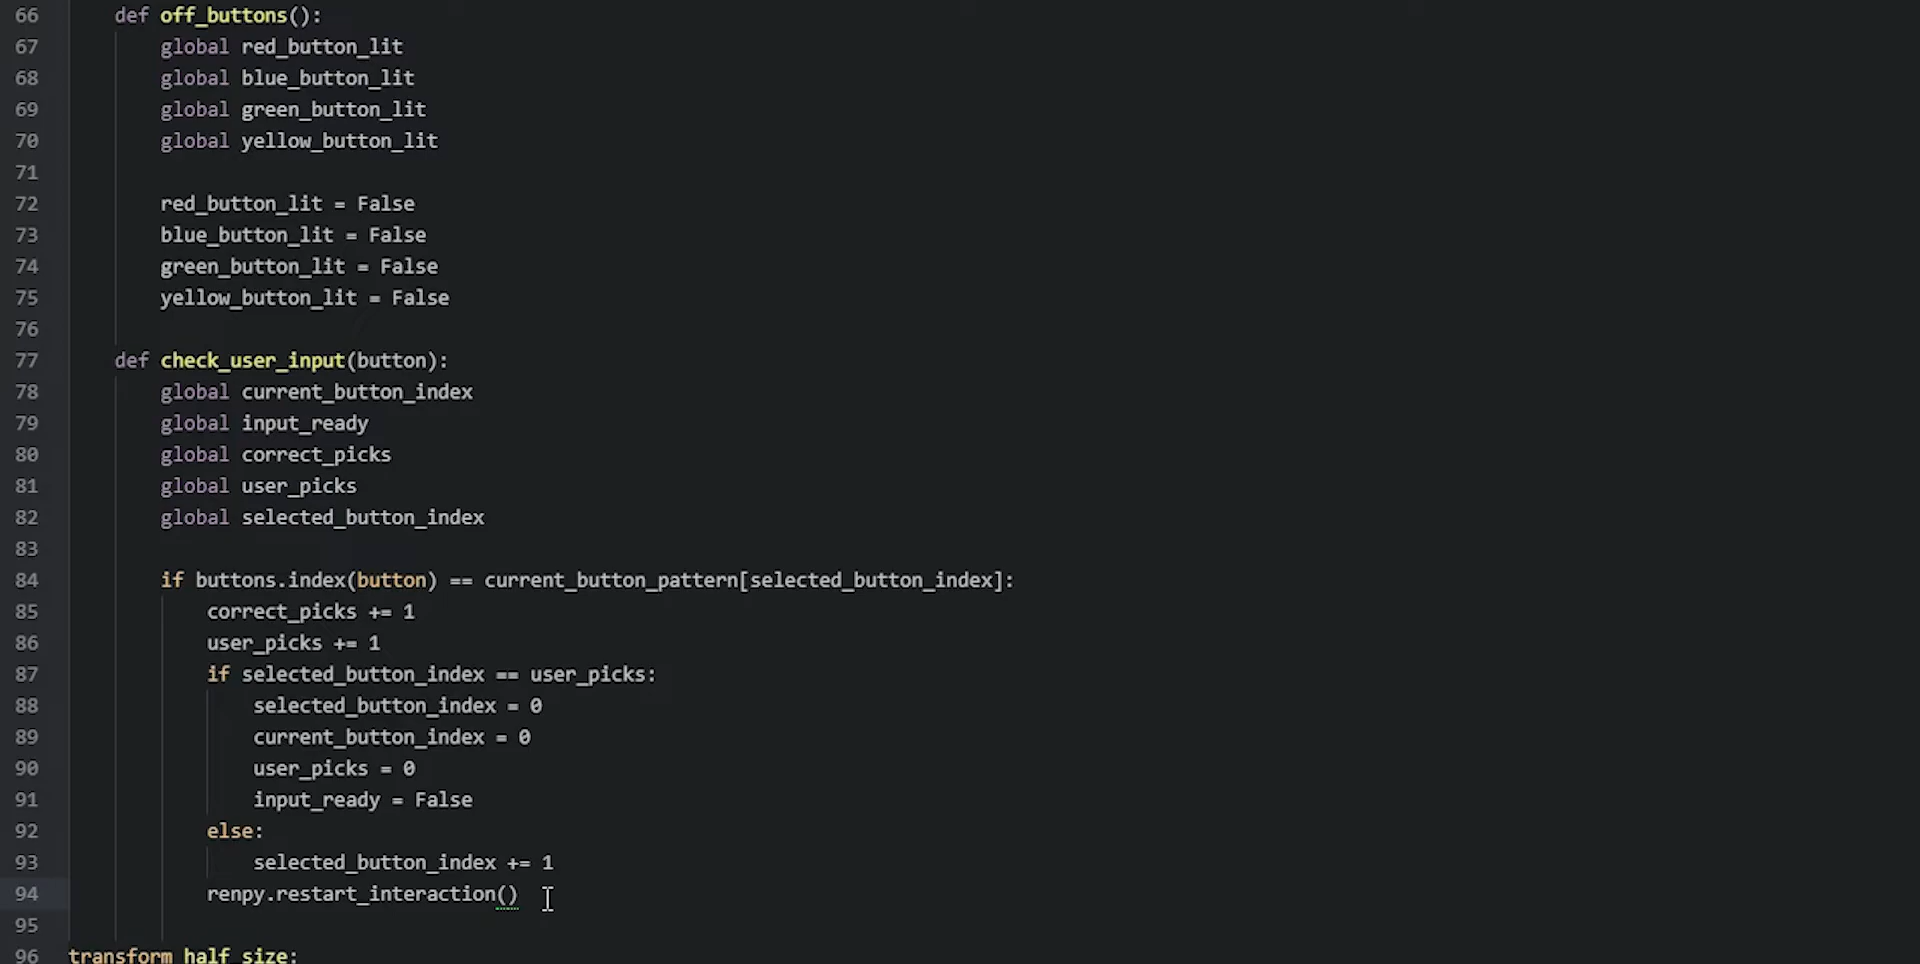 66 def off_buttons():
67 global red_button_lit
68 global blue_button_lit
69 global green_button_lit
70 global yellow_button_lit
71
72 red_button_lit = False
73 blue_button_lit = False
74 green_button_lit = False
75 yellow_button_lit = False
76
77 def check_user_input(button):
78 global current_button_index
79 global input_ready
80 global correct_picks
81 global user_picks
82 global selected_button_index
83
84 if buttons.index(button) == current_button_pattern[selected_button_index]:
85 correct_picks += 1
86 user_picks += 1
87 if selected_button_index == user_picks:
88 selected_button_index = 0
89 current_button_index = 0
90 user_picks = 0
91 input_ready = False
92 else:
93 selected_button_index += 1
94 renpy.restart_interaction()
95
96 transform half_size: